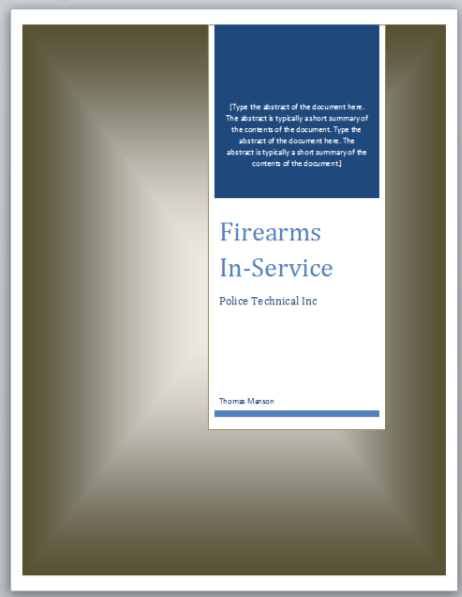 [Type the abstract of the document here.
The abstract is typically a short summary of
the contents of the document. Type the
abstract of the document here. The
abstract is typically a short summary of the
contents of the document.]
Firearms
In-Service
Police Technical Inc
Thomas Manson